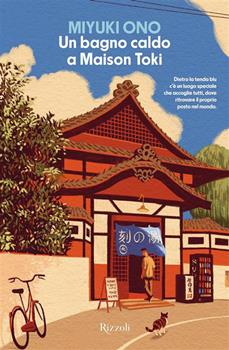 MIYUKI ONO
Un bagno caldo
a Maison Toki
Dietro la tenda blu
c'è un luogo speciale
che accoglie tutti, dove
ritrovare il proprio
posto nel mondo.
刻の湯
Rizzoli